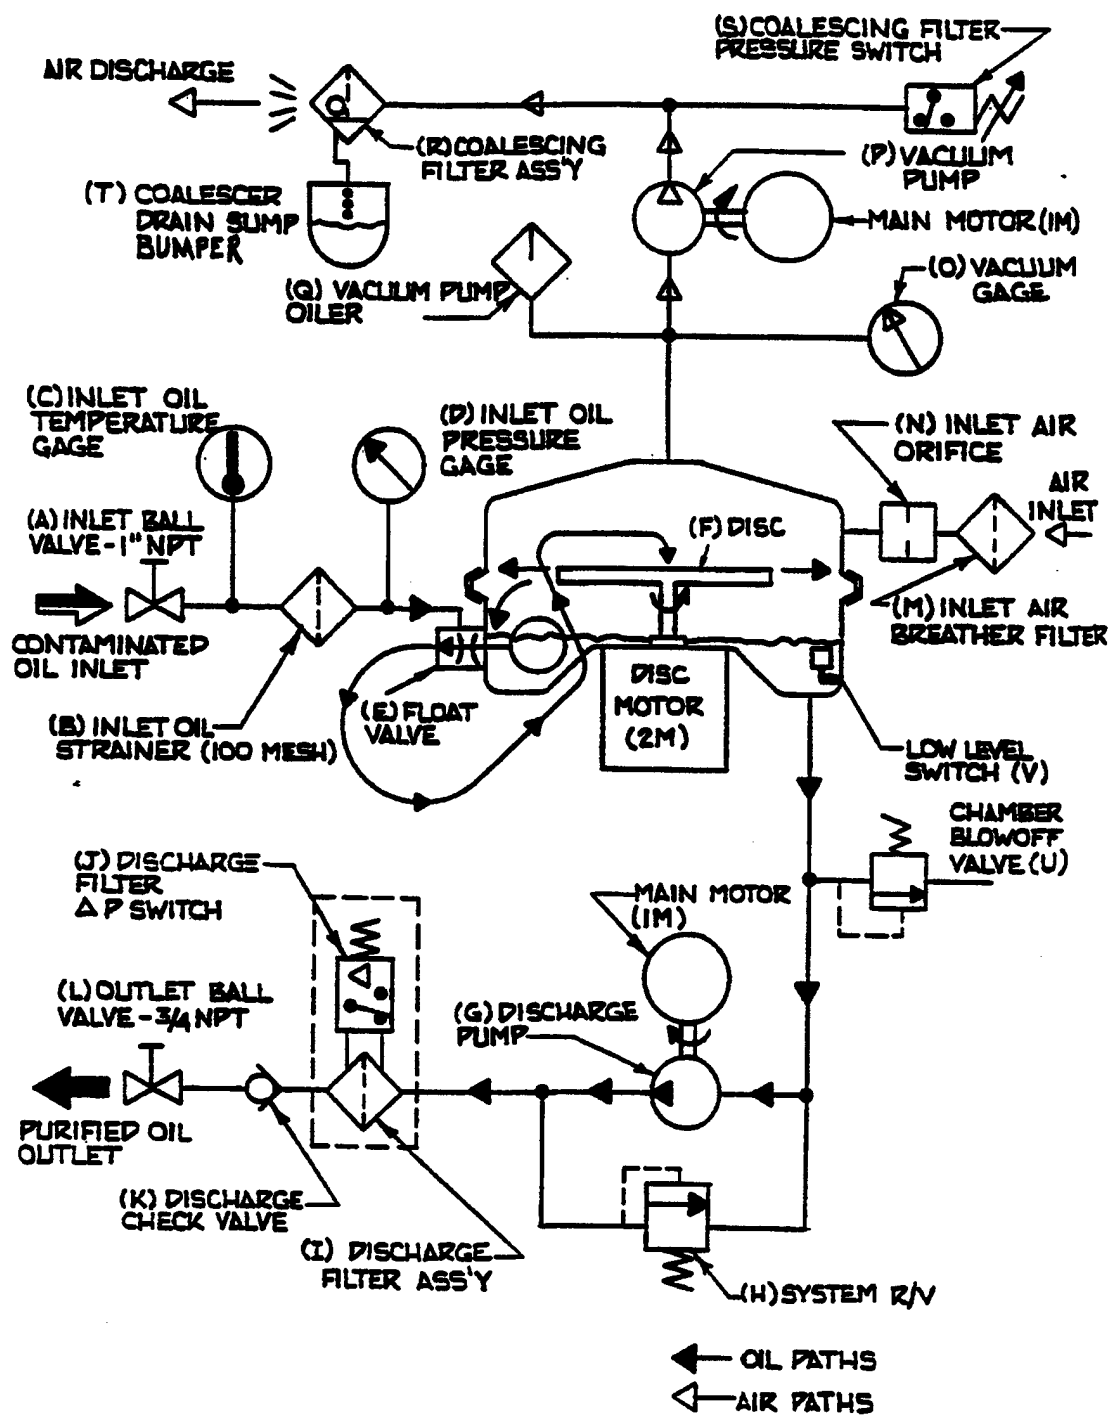 (S) COALESCING FILTER
PRESSURE SWITCH
AIR DISCHARGE
(R) COALESCING
FILTER ASS'Y
(P) VACUUM
PUMP
(T) COALESCER
DRAIN SUMP
BUMPER
MAIN MOTOR (1M)
(Q) VACUUM PUMP
OILER
(O) VACUUM
GAGE
(C) INLET OIL
TEMPERATURE
GAGE
(D) INLET OIL
PRESSURE
GAGE
(N) INLET AIR
ORIFICE
AIR
INLET
(A) INLET BALL
VALVE - 1" NPT
(F) DISC
(M) INLET AIR
BREATHER FILTER
CONTAMINATED
OIL INLET
DISC
MOTOR
(2M)
(E) FLOAT
VALVE
(B) INLET OIL
STRAINER (100 MESH)
LOW LEVEL
SWITCH (V)
CHAMBER
BLOWOFF
VALVE (U)
(J) DISCHARGE
FILTER
△ P SWITCH
MAIN MOTOR
(1M)
(L) OUTLET BALL
VALVE - 3/4 NPT
(G) DISCHARGE
PUMP
PURIFIED OIL
OUTLET
(K) DISCHARGE
CHECK VALVE
(I) DISCHARGE
FILTER ASS'Y
(H) SYSTEM R/V
OIL PATHS
AIR PATHS